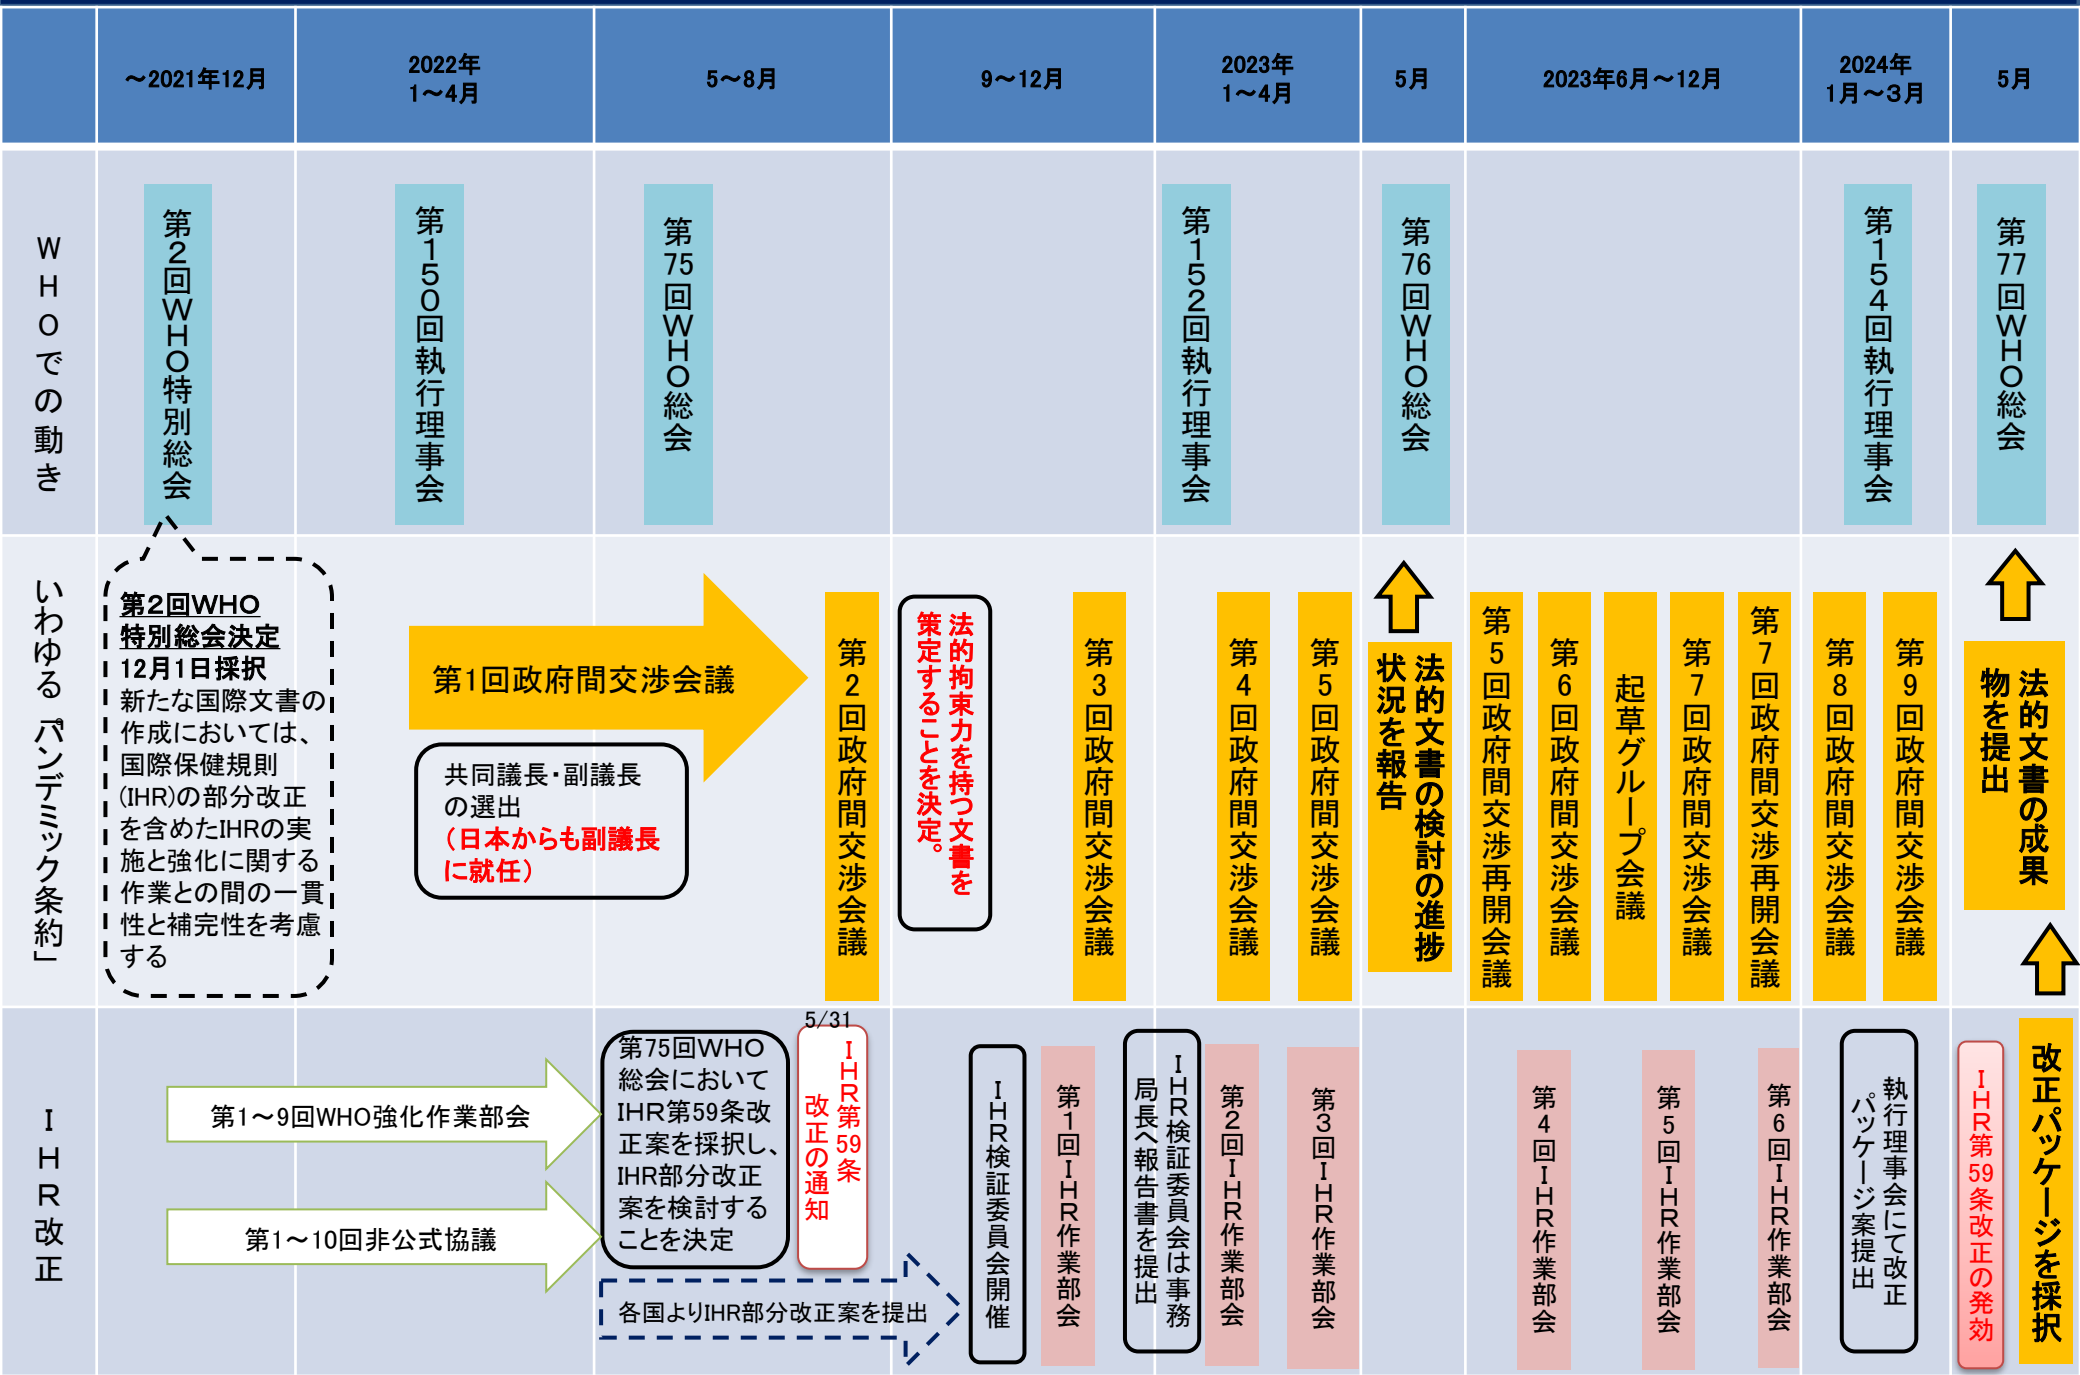 ～2021年12月
2022年
1～4月
5～8月
9～12月
2023年
1～4月
5月
2023年6月～12月
2024年
1月～3月
5月
WHOでの動き
第2回WHO特別総会
第150回執行理事会
第75回WHO総会
第152回執行理事会
第76回WHO総会
第154回執行理事会
第77回WHO総会
いわゆる「パンデミック条約」
第2回WHO
特別総会決定
12月1日採択
新たな国際文書の
作成においては、
国際保健規則
(IHR)の部分改正
を含めたIHRの実
施と強化に関する
作業との間の一貫
性と補完性を考慮
する
第1回政府間交渉会議
共同議長・副議長
の選出
（日本からも副議長
に就任）
第2回政府間交渉会議
法的拘束力を持つ文書を
策定することを決定。
第3回政府間交渉会議
第4回政府間交渉会議
第5回政府間交渉会議
法的文書の検討の進捗
状況を報告
第5回政府間交渉再開会議
第6回政府間交渉会議
起草グループ会議
第7回政府間交渉会議
第7回政府間交渉再開会議
第8回政府間交渉会議
第9回政府間交渉会議
法的文書の成果
物を提出
IHR改正
第1～9回WHO強化作業部会
第1～10回非公式協議
第75回WHO
総会において
IHR第59条改
正案を採択し、
IHR部分改正
案を検討する
ことを決定
5/31
IHR第59条
改正の通知
各国よりIHR部分改正案を提出
IHR検証委員会開催
第1回IHR作業部会
IHR検証委員会は事務
局長へ報告書を提出
第2回IHR作業部会
第3回IHR作業部会
第4回IHR作業部会
第5回IHR作業部会
第6回IHR作業部会
執行理事会にて改正
パッケージ案提出
IHR第59条改正の発効
改正パッケージを採択